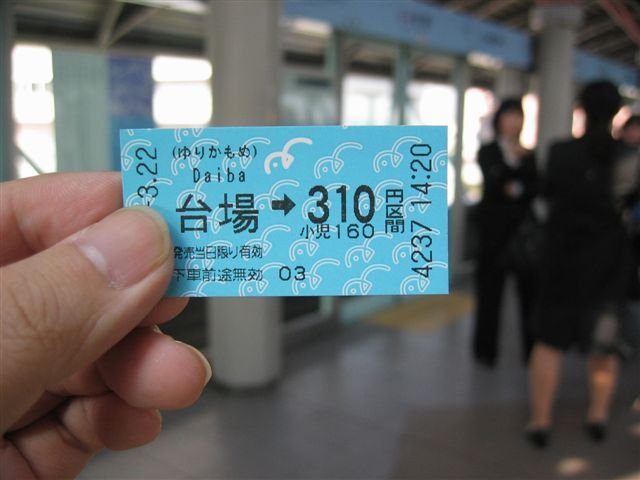 -3.22
(ゆりかもめ)
Daiba
台場➡310円区間
小児160
発売当日限り有効
下車前途無効 03
4237 14:20